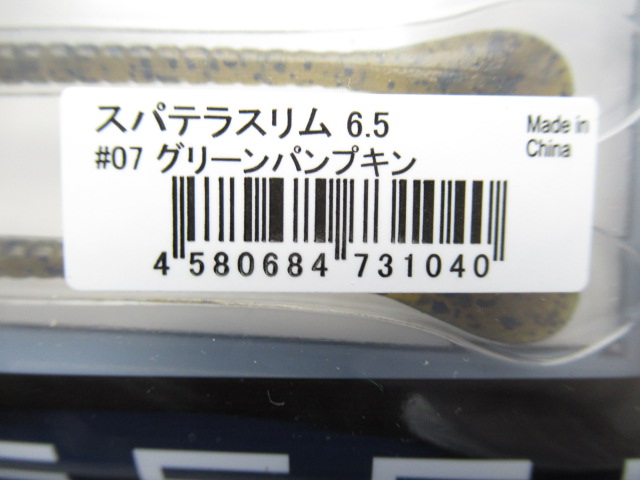 スパテラスリム 6.5
#07 グリーンパンプキン
Made in
China
4 580684 731040